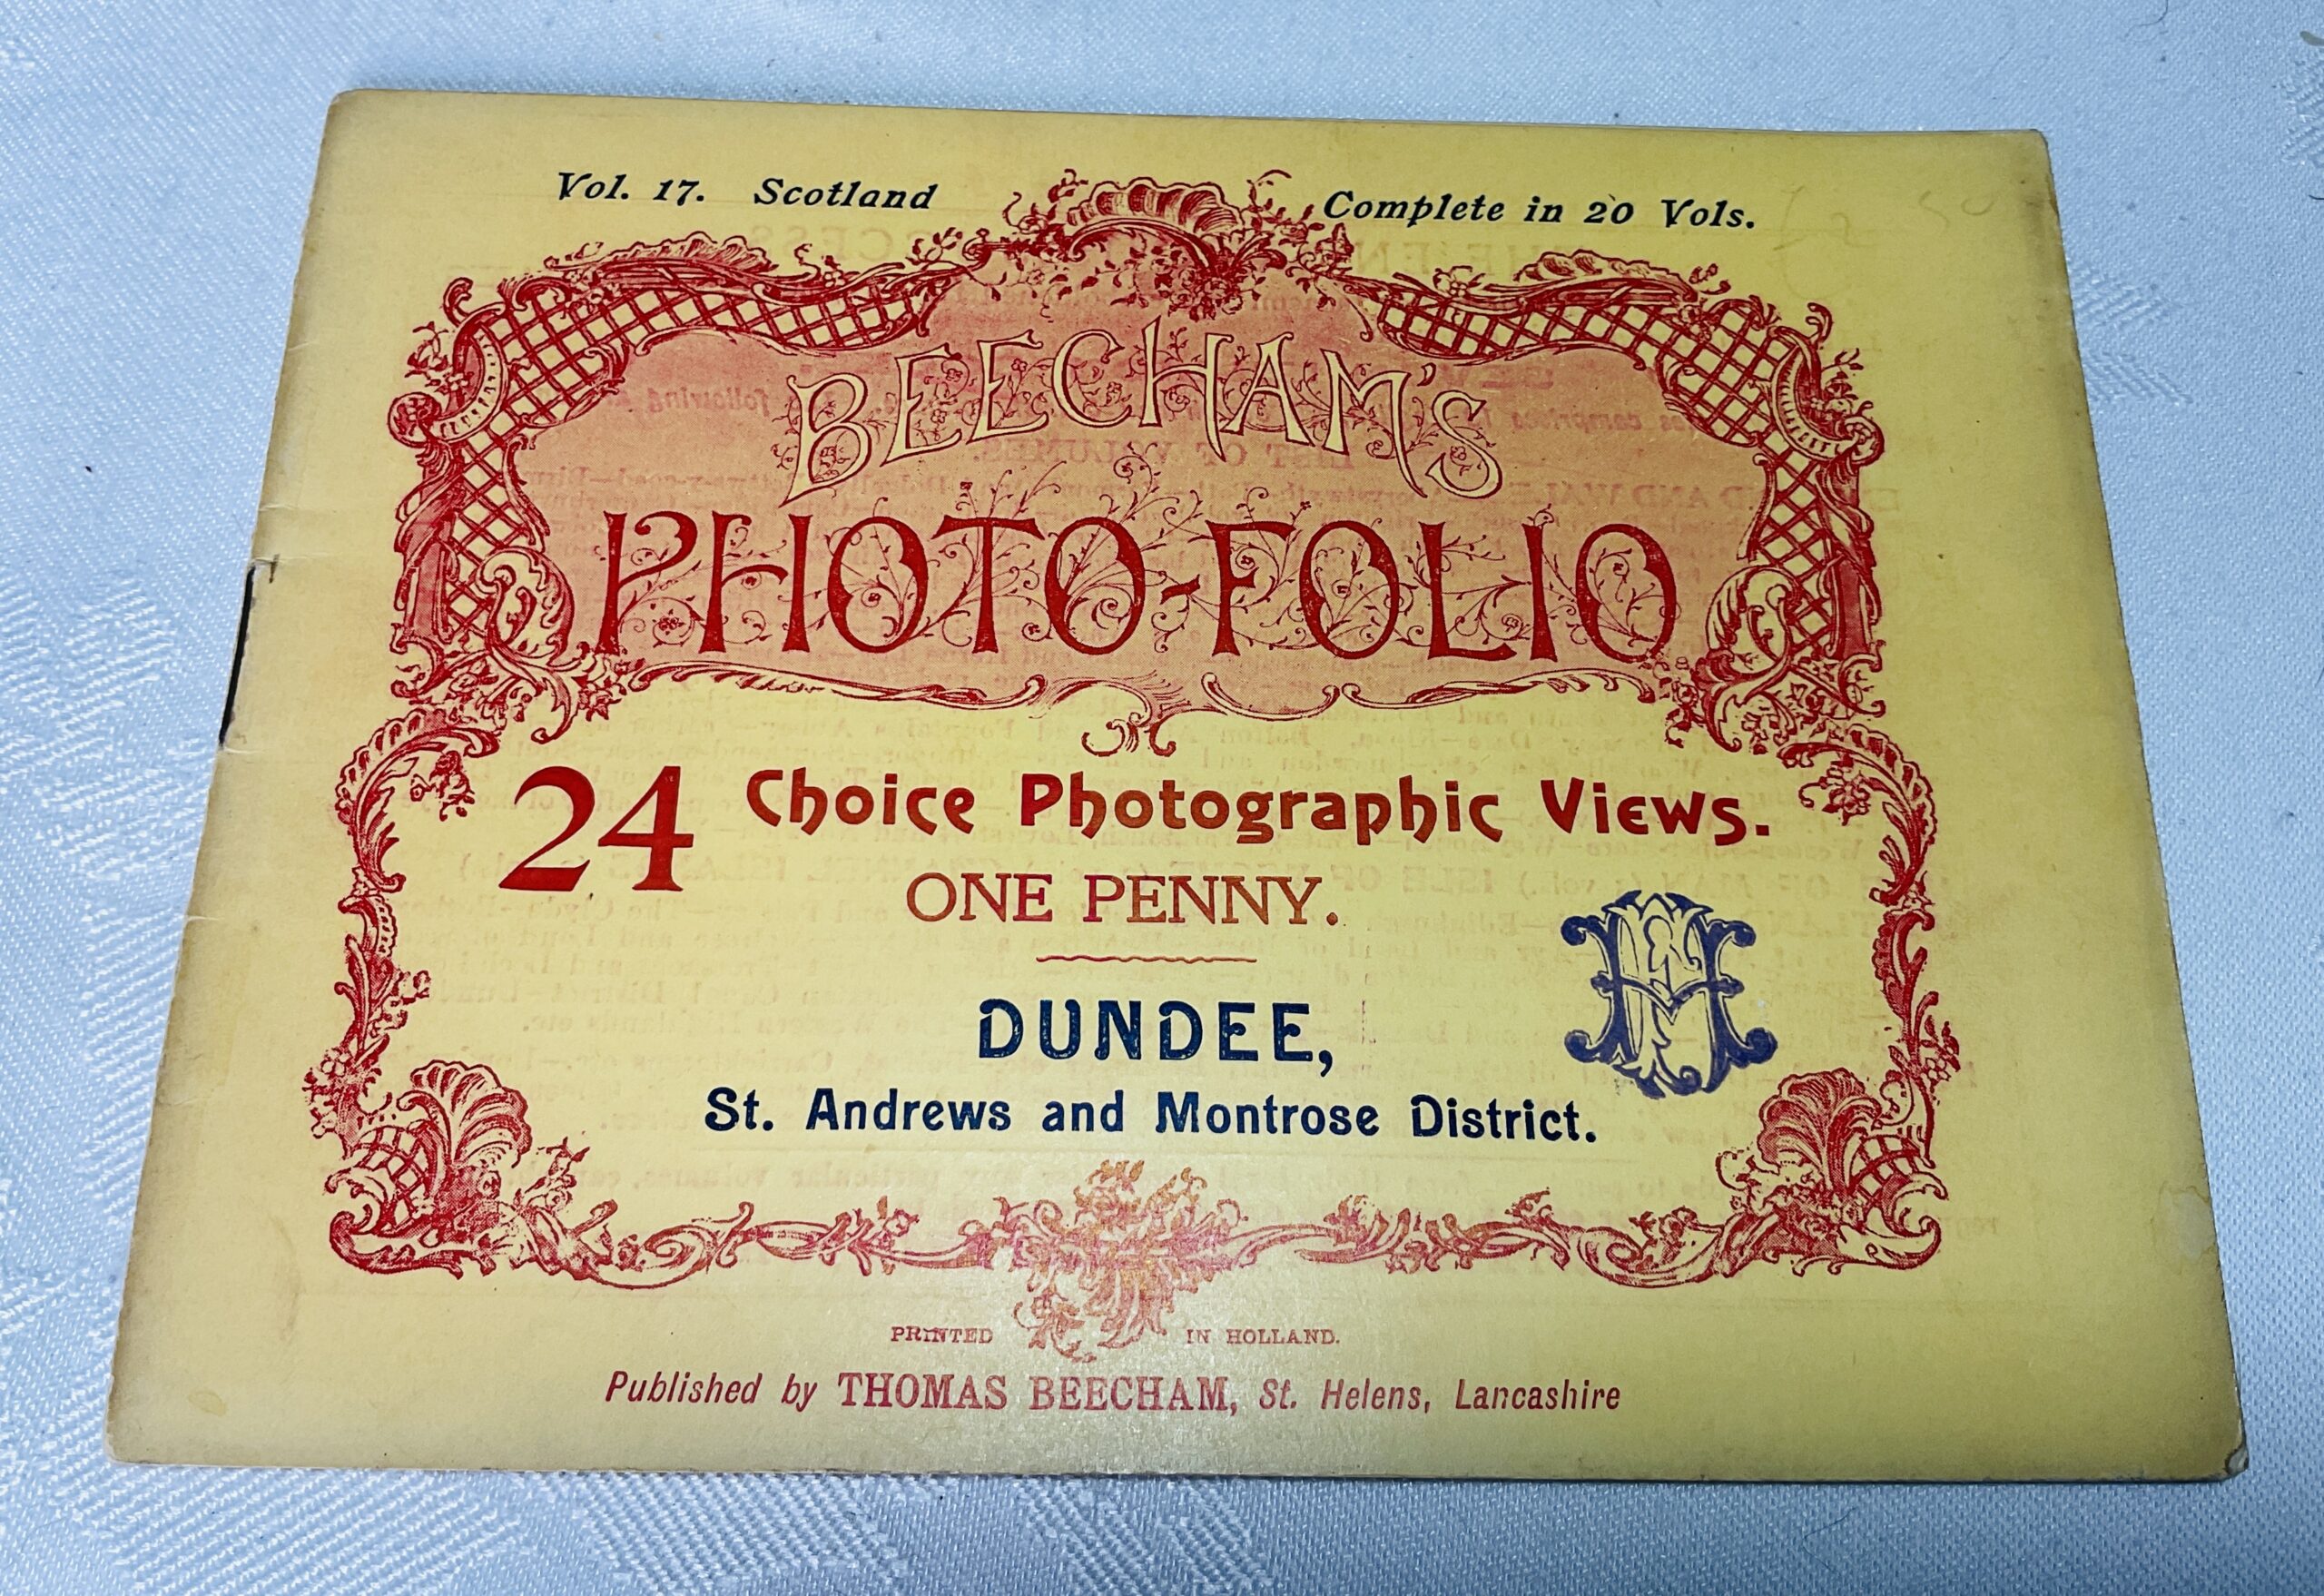 Vol. 17. Scotland Complete in 20 Vols.
BEECHAM'S
PHOTO-FOLIO
24 Choice Photographic Views.
ONE PENNY.
DUNDEE,
St. Andrews and Montrose District.
PRINTED IN HOLLAND.
Published by THOMAS BEECHAM, St. Helens, Lancashire